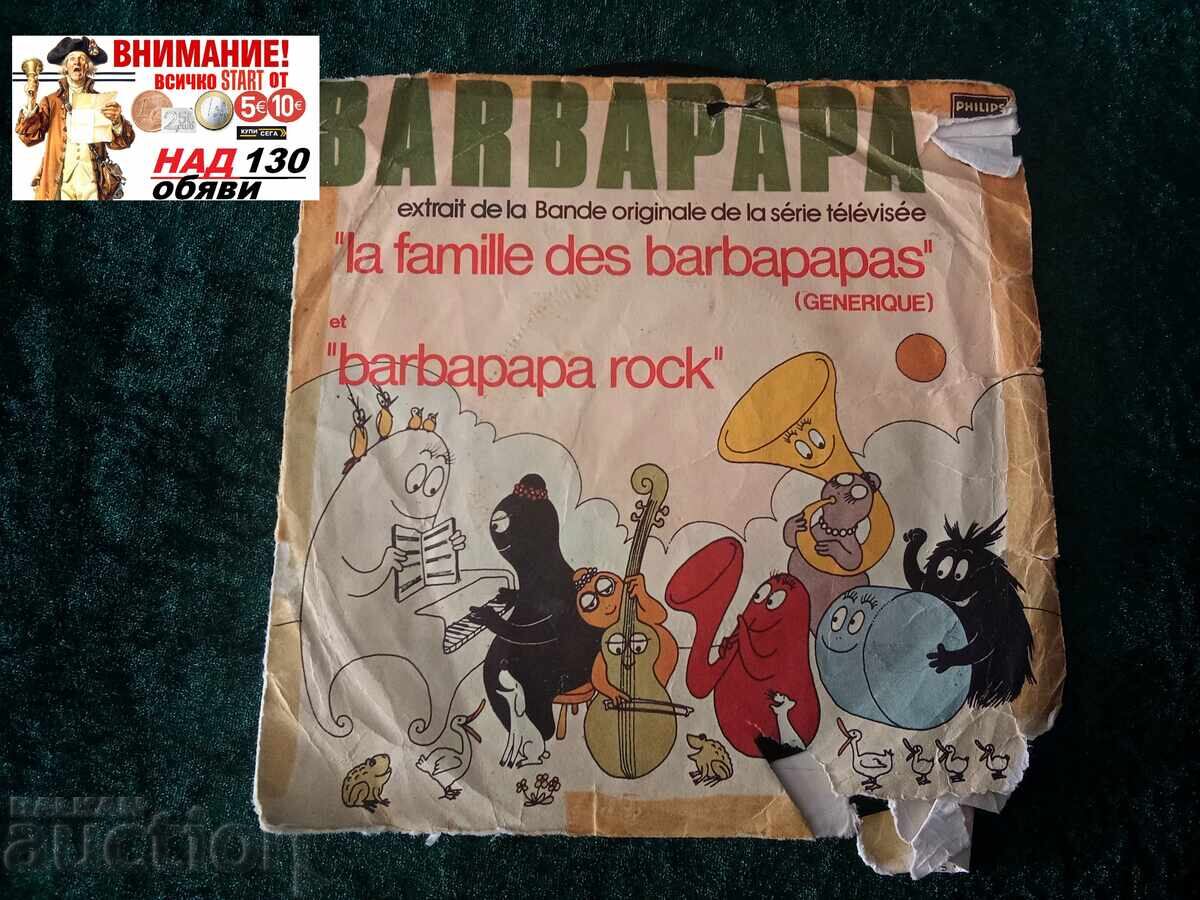 ВНИМАНИЕ!
ВСИЧКО START ОТ
5€ 10€
КУПИ СЕГА
НАД 130
ОБЯВИ
BARBAPAPA
PHILIPS
extrait de la Bande originale de la série télévisée
"la famille des barbapapas"
(GENERIQUE)
et
"barbapapa rock"
БАЛКАН
auction